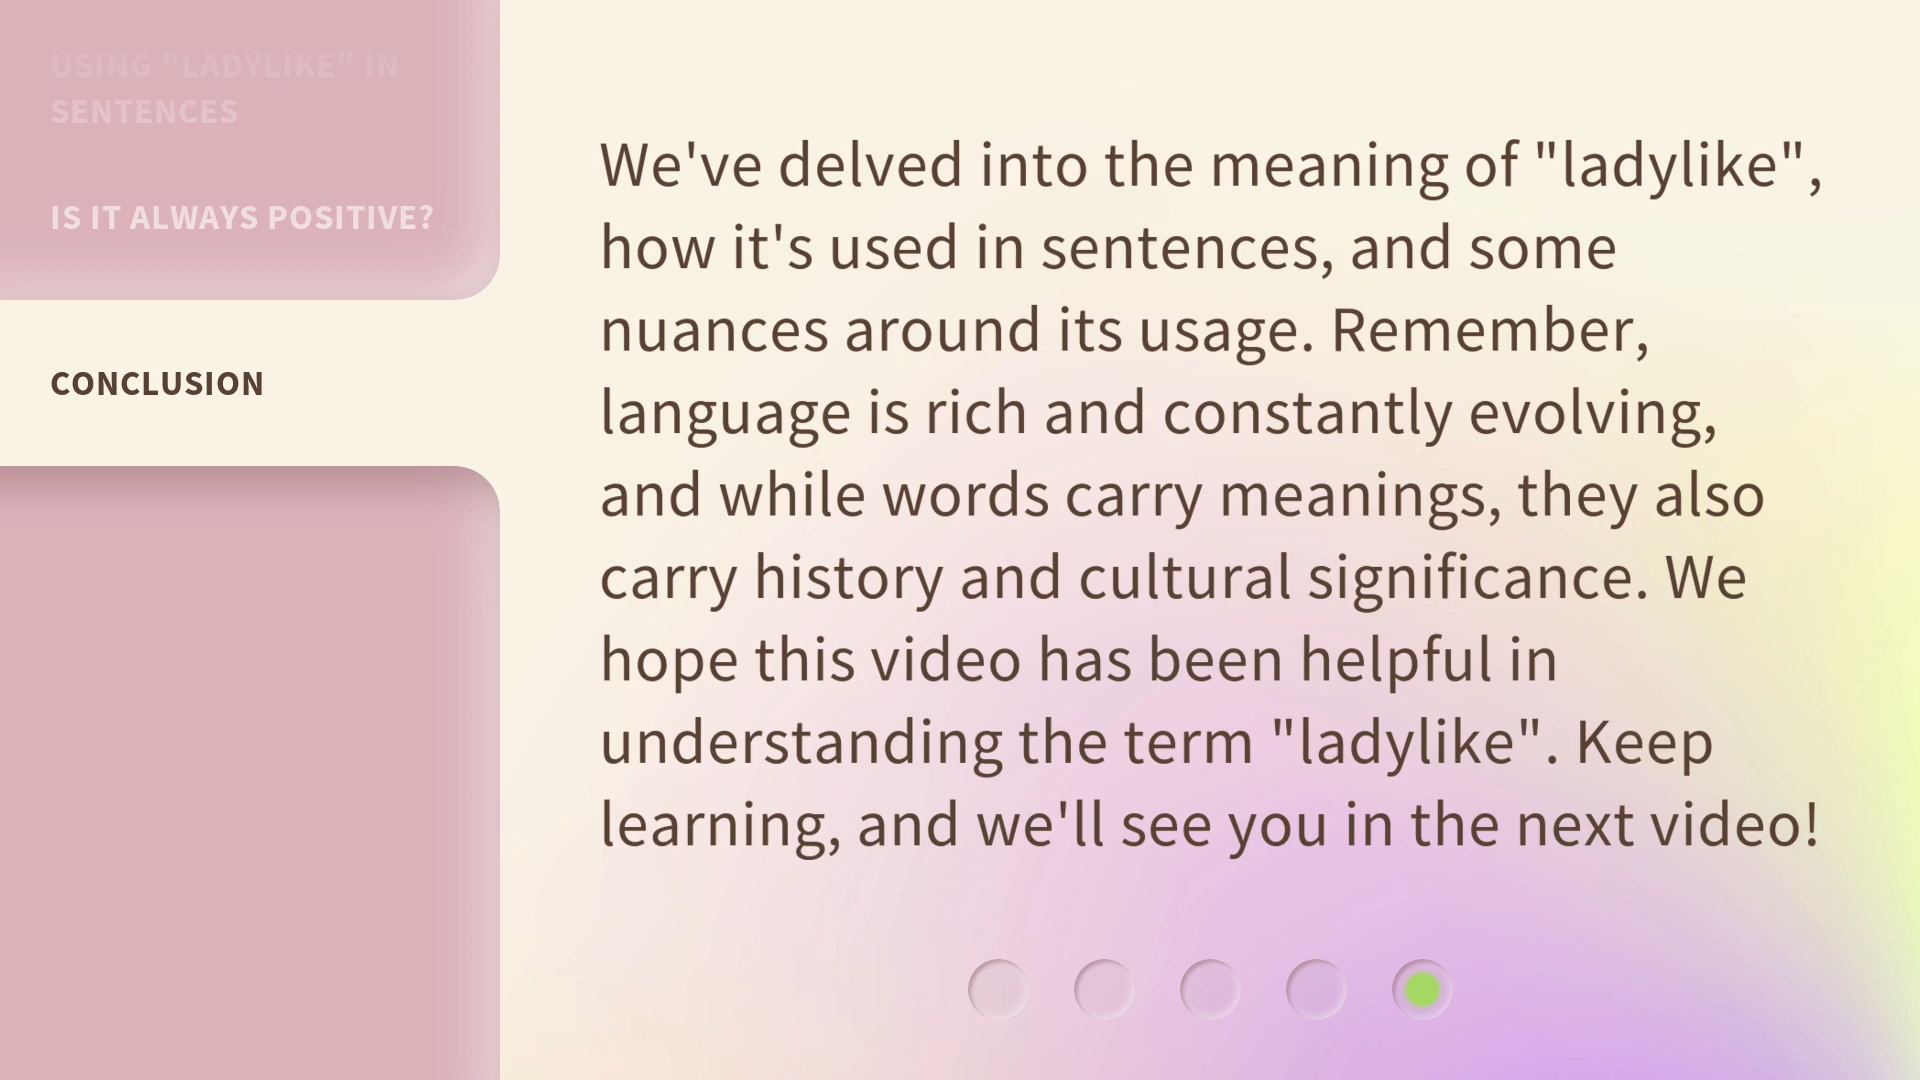 USING "LADYLIKE" IN
SENTENCES
IS IT ALWAYS POSITIVE?
CONCLUSION
We've delved into the meaning of "ladylike",
how it's used in sentences, and some
nuances around its usage. Remember,
language is rich and constantly evolving,
and while words carry meanings, they also
carry history and cultural significance. We
hope this video has been helpful in
understanding the term "ladylike". Keep
learning, and we'll see you in the next video!